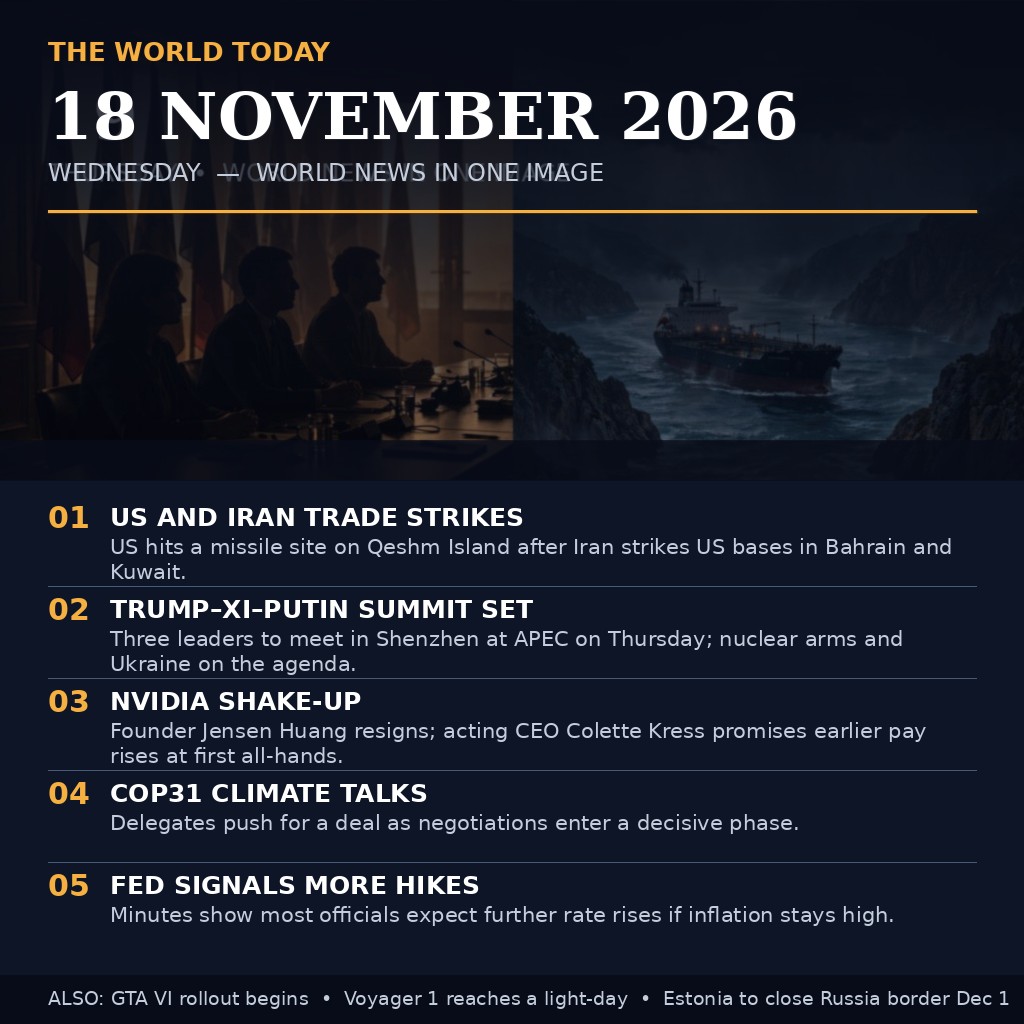 THE WORLD TODAY
18 NOVEMBER 2026
WEDNESDAY — WORLD NEWS IN ONE IMAGE
01 US AND IRAN TRADE STRIKES
US hits a missile site on Qeshm Island after Iran strikes US bases in Bahrain and
Kuwait.
02 TRUMP–XI–PUTIN SUMMIT SET
Three leaders to meet in Shenzhen at APEC on Thursday; nuclear arms and
Ukraine on the agenda.
03 NVIDIA SHAKE-UP
Founder Jensen Huang resigns; acting CEO Colette Kress promises earlier pay
rises at first all-hands.
04 COP31 CLIMATE TALKS
Delegates push for a deal as negotiations enter a decisive phase.
05 FED SIGNALS MORE HIKES
Minutes show most officials expect further rate rises if inflation stays high.
ALSO: GTA VI rollout begins • Voyager 1 reaches a light-day • Estonia to close Russia border Dec 1